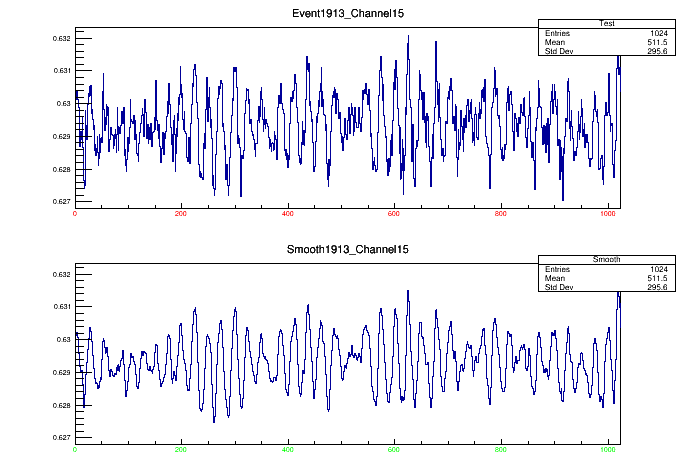 Event1913_Channel15
Test
Entries 1024
Mean 511.5
Std Dev 295.6
0.632
0.631
0.63
0.629
0.628
0.627
0 200 400 600 800 1000
Smooth1913_Channel15
Smooth
Entries 1024
Mean 511.5
Std Dev 295.6
0.632
0.631
0.63
0.629
0.628
0.627
0 200 400 600 800 1000